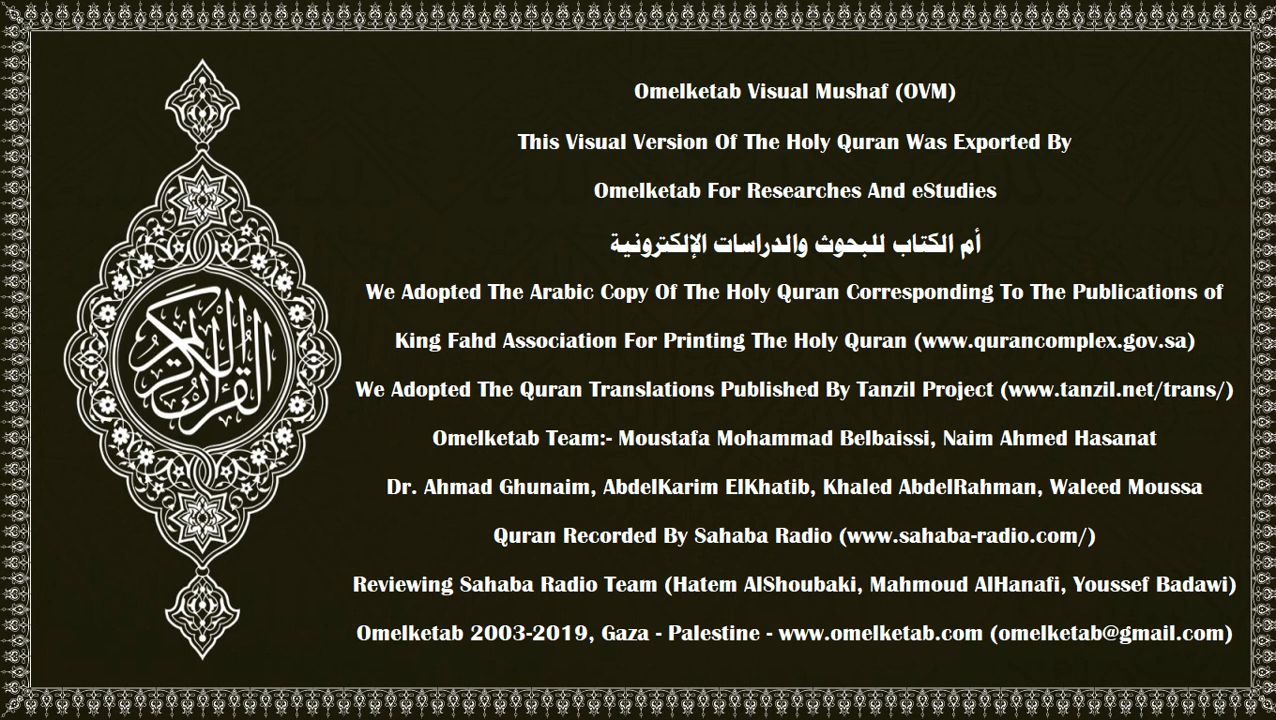 القرآن الكريم
Omelketab Visual Mushaf (OVM)
This Visual Version Of The Holy Quran Was Exported By
Omelketab For Researches And eStudies
أم الكتاب للبحوث والدراسات الإلكترونية
We Adopted The Arabic Copy Of The Holy Quran Corresponding To The Publications of
King Fahd Association For Printing The Holy Quran (www.qurancomplex.gov.sa)
We Adopted The Quran Translations Published By Tanzil Project (www.tanzil.net/trans/)
Omelketab Team:- Moustafa Mohammad Belbaissi, Naim Ahmed Hasanat
Dr. Ahmad Ghunaim, AbdelKarim ElKhatib, Khaled AbdelRahman, Waleed Moussa
Quran Recorded By Sahaba Radio (www.sahaba-radio.com/)
Reviewing Sahaba Radio Team (Hatem AlShoubaki, Mahmoud AlHanafi, Youssef Badawi)
Omelketab 2003-2019, Gaza - Palestine - www.omelketab.com (omelketab@gmail.com)